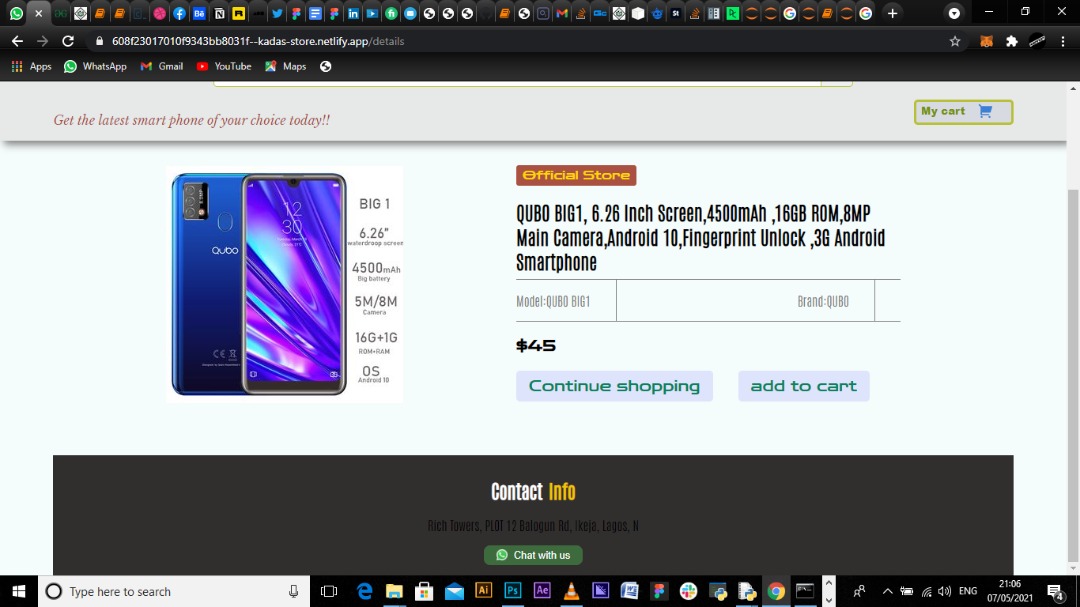 608f23017010f9343bb8031f--kadas-store.netlify.app/details
Apps
WhatsApp
Gmail
YouTube
Maps
Get the latest smart phone of your choice today!!
My cart
12
30
Qubo
BIG 1
6.26"
waterdroop screen
4500mAh
Big battery
5M/8M
Camera
16G+1G
ROM+RAM
OS
Android 10
Official Store
QUBO BIG1, 6.26 Inch Screen,4500mAh ,16GB ROM,8MP
Main Camera,Android 10,Fingerprint Unlock ,3G Android
Smartphone
Model:QUBO BIG1
Brand:QUBO
$45
Continue shopping
add to cart
Contact Info
Rich Towers, PLOT 12 Balogun Rd, Ikeja, Lagos, N
Chat with us
Type here to search
ENG
21:06
07/05/2021
4